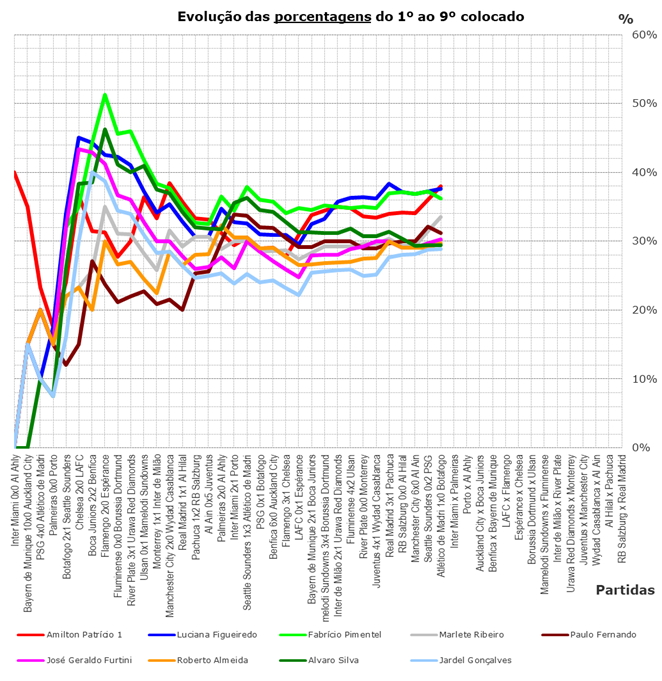 Evolução das porcentagens do 1º ao 9º colocado
%
60%
50%
40%
30%
20%
10%
0%
Inter Miami 0x0 Al Ahly
Bayern de Munique 10x0 Auckland City
PSG 4x0 Atlético de Madri
Palmeiras 0x0 Porto
Botafogo 2x1 Seattle Sounders
Chelsea 2x0 LAFC
Boca Juniors 2x2 Benfica
Flamengo 2x0 Espérance
Fluminense 0x0 Borussia Dortmund
River Plate 3x1 Urawa Red Diamonds
Ulsan 0x1 Mamelodi Sundowns
Monterrey 1x1 Inter de Milão
Manchester City 2x0 Wydad Casablanca
Real Madrid 1x1 Al Hilal
Pachuca 1x2 RB Salzburg
Al Ain 0x5 Juventus
Palmeiras 2x0 Al Ahly
Inter Miami 2x1 Porto
Seattle Sounders 1x3 Atlético de Madri
PSG 0x1 Botafogo
Benfica 6x0 Auckland City
Flamengo 3x1 Chelsea
LAFC 0x1 Espérance
Bayern de Munique 2x1 Boca Juniors
melodi Sundowns 3x4 Borussia Dortmund
Inter de Milão 2x1 Urawa Red Diamonds
Fluminense 4x2 Ulsan
River Plate 0x0 Monterrey
Juventus 4x1 Wydad Casablanca
Real Madrid 3x1 Pachuca
RB Salzburg 0x0 Al Hilal
Manchester City 6x0 Al Ain
Seattle Sounders 0x2 PSG
Atlético de Madri 1x0 Botafogo
Inter Miami x Palmeiras
Porto x Al Ahly
Auckland City x Boca Juniors
Benfica x Bayern de Munique
LAFC x Flamengo
Esperance x Chelsea
Borussia Dortmund x Ulsan
Mamelodi Sundowns x Fluminense
Inter de Milão x River Plate
Urawa Red Diamonds x Monterrey
Juventus x Manchester City
Wydad Casablanca x Al Ain
Al Hilal x Pachuca
RB Salzburg x Real Madrid
Partidas
Amilton Patrício 1
Luciana Figueiredo
Fabrício Pimentel
Marlete Ribeiro
Paulo Fernando
José Geraldo Furtini
Roberto Almeida
Alvaro Silva
Jardel Gonçalves